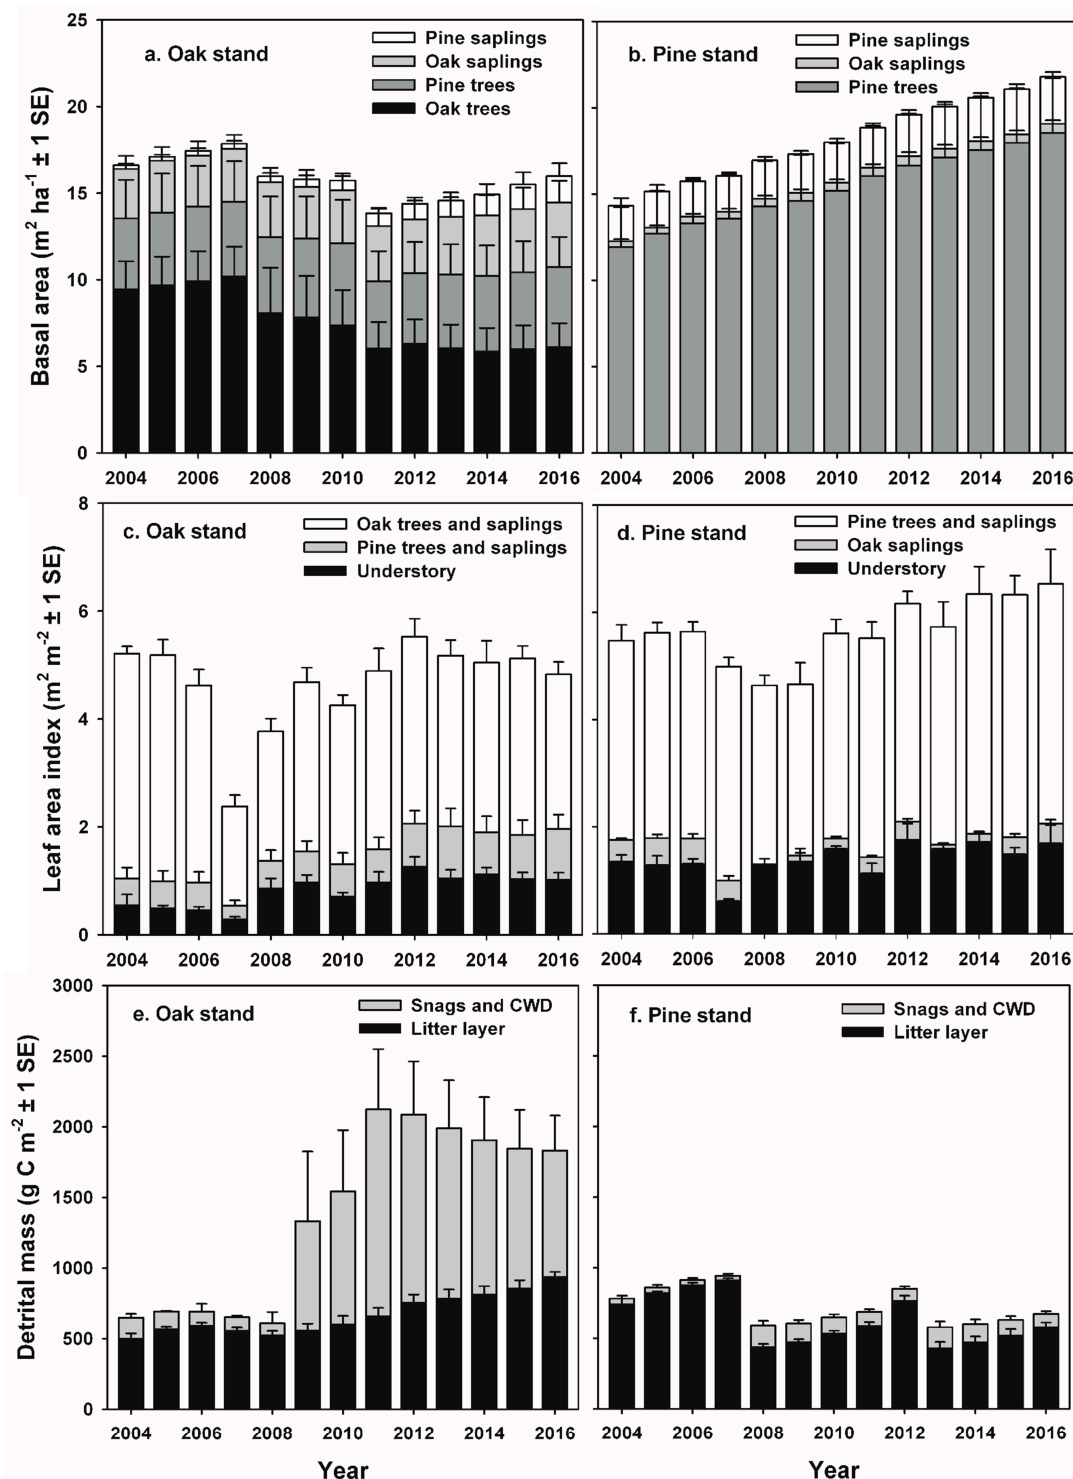 a. Oak stand
Pine saplings
Oak saplings
Pine trees
Oak trees
Basal area (m² ha⁻¹ ± 1 SE)
25
20
15
10
5
0
2004 2006 2008 2010 2012 2014 2016
b. Pine stand
Pine saplings
Oak saplings
Pine trees
2004 2006 2008 2010 2012 2014 2016
c. Oak stand
Oak trees and saplings
Pine trees and saplings
Understory
Leaf area index (m² m⁻² ± 1 SE)
8
6
4
2
0
2004 2006 2008 2010 2012 2014 2016
d. Pine stand
Pine trees and saplings
Oak saplings
Understory
2004 2006 2008 2010 2012 2014 2016
e. Oak stand
Snags and CWD
Litter layer
Detrital mass (g C m⁻² ± 1 SE)
3000
2500
2000
1500
1000
500
0
2004 2006 2008 2010 2012 2014 2016
Year
f. Pine stand
Snags and CWD
Litter layer
2004 2006 2008 2010 2012 2014 2016
Year